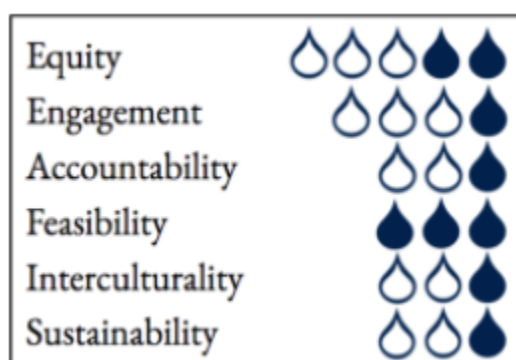 Equity
Engagement
Accountability
Feasibility
Interculturality
Sustainability